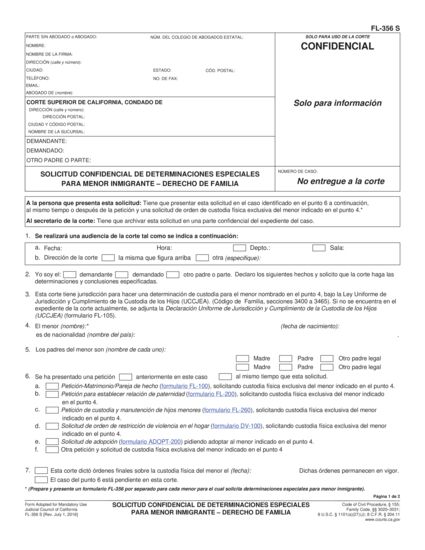 FL-356 S
PARTE SIN ABOGADO o ABOGADO: NÚM. DEL COLEGIO DE ABOGADOS ESTATAL:
NOMBRE:
NOMBRE DE LA FIRMA:
DIRECCIÓN (calle y número):
CIUDAD: ESTADO: CÓD. POSTAL:
TELÉFONO: NO. DE FAX:
EMAIL:
ABOGADO DE (nombre):
SOLO PARA USO DE LA CORTE
CONFIDENCIAL
Solo para información
CORTE SUPERIOR DE CALIFORNIA, CONDADO DE
DIRECCIÓN (calle y número):
DIRECCIÓN POSTAL:
CIUDAD Y CÓDIGO POSTAL:
NOMBRE DE LA SUCURSAL:
DEMANDANTE:
DEMANDADO:
OTRO PADRE O PARTE:
SOLICITUD CONFIDENCIAL DE DETERMINACIONES ESPECIALES
PARA MENOR INMIGRANTE – DERECHO DE FAMILIA
NÚMERO DE CASO:
No entregue a la corte
A la persona que presenta esta solicitud: Tiene que presentar esta solicitud en el caso identificado en el punto 6 a continuación.
al mismo tiempo o después de la petición y una solicitud de orden de custodia física exclusiva del menor indicado en el punto 4.*
Al secretario de la corte: Tiene que archivar esta solicitud en una parte confidencial del expediente del caso.
1. Se realizará una audiencia de la corte tal como se indica a continuación:
a. Fecha: Hora: Depto.: Sala:
b. Dirección de la corte la misma que figura arriba otra (especifique):
2. Yo soy el: demandante demandado otro padre o parte. Declaro los siguientes hechos y solicito que la corte haga las
determinaciones y conclusiones especificadas.
3. Esta corte tiene jurisdicción para hacer una determinación de custodia para el menor nombrado en el punto 4, bajo la Ley Uniforme de
Jurisdicción y Cumplimiento de la Custodia de los Hijos (UCCJEA). (Código de Familia, secciones 3400 a 3465). Si no se encuentra en el
expediente de la corte actualmente, se adjunta la Declaración Uniforme de Jurisdicción y Cumplimiento de la Custodia de los Hijos
(UCCJEA) (formulario FL-105).
4. El menor (nombre):* (fecha de nacimiento):
es de nacionalidad (nombre del país): .
5. Los padres del menor son (nombre de cada uno):
Madre Padre Otro padre legal
Madre Padre Otro padre legal
6. Se ha presentado una petición anteriormente en este caso al mismo tiempo que esta solicitud.
a. Petición-Matrimonio/Pareja de hecho (formulario FL-100), solicitando custodia física exclusiva del menor indicado en el punto 4.
b. Petición para establecer relación de paternidad (formulario FL-200), solicitando custodia física exclusiva del menor indicado
en el punto 4.
c. Petición de custodia y manutención de hijos menores (formulario FL-260), solicitando custodia física exclusiva del menor
indicado en el punto 4.
d. Solicitud de orden de restricción de violencia en el hogar (formulario DV-100), solicitando custodia física exclusiva del menor
indicado en el punto 4.
e. Solicitud de adopción (formulario ADOPT-200) pidiendo adoptar al menor indicado en el punto 4.
f. Otra petición y solicitud de custodia física exclusiva del menor indicado en el punto 4
7. Esta corte dictó órdenes finales sobre la custodia física del menor el (fecha): Dichas órdenes permanecen en vigor.
El caso del punto 6 está pendiente en esta corte.
* (Prepare y presente un formulario FL-356 por separado para cada menor para el cual solicita determinaciones especiales para menor inmigrante).
Página 1 de 2
Form Adopted for Mandatory Use
Judicial Council of California
FL-356 S [Rev. July 1, 2016]
SOLICITUD CONFIDENCIAL DE DETERMINACIONES ESPECIALES
PARA MENOR INMIGRANTE – DERECHO DE FAMILIA
Code of Civil Procedure, § 155;
Family Code, §§ 3020–3031;
8 U.S.C. § 1101(a)(27)(J); 8 C.F.R. § 204.11
www.courts.ca.gov